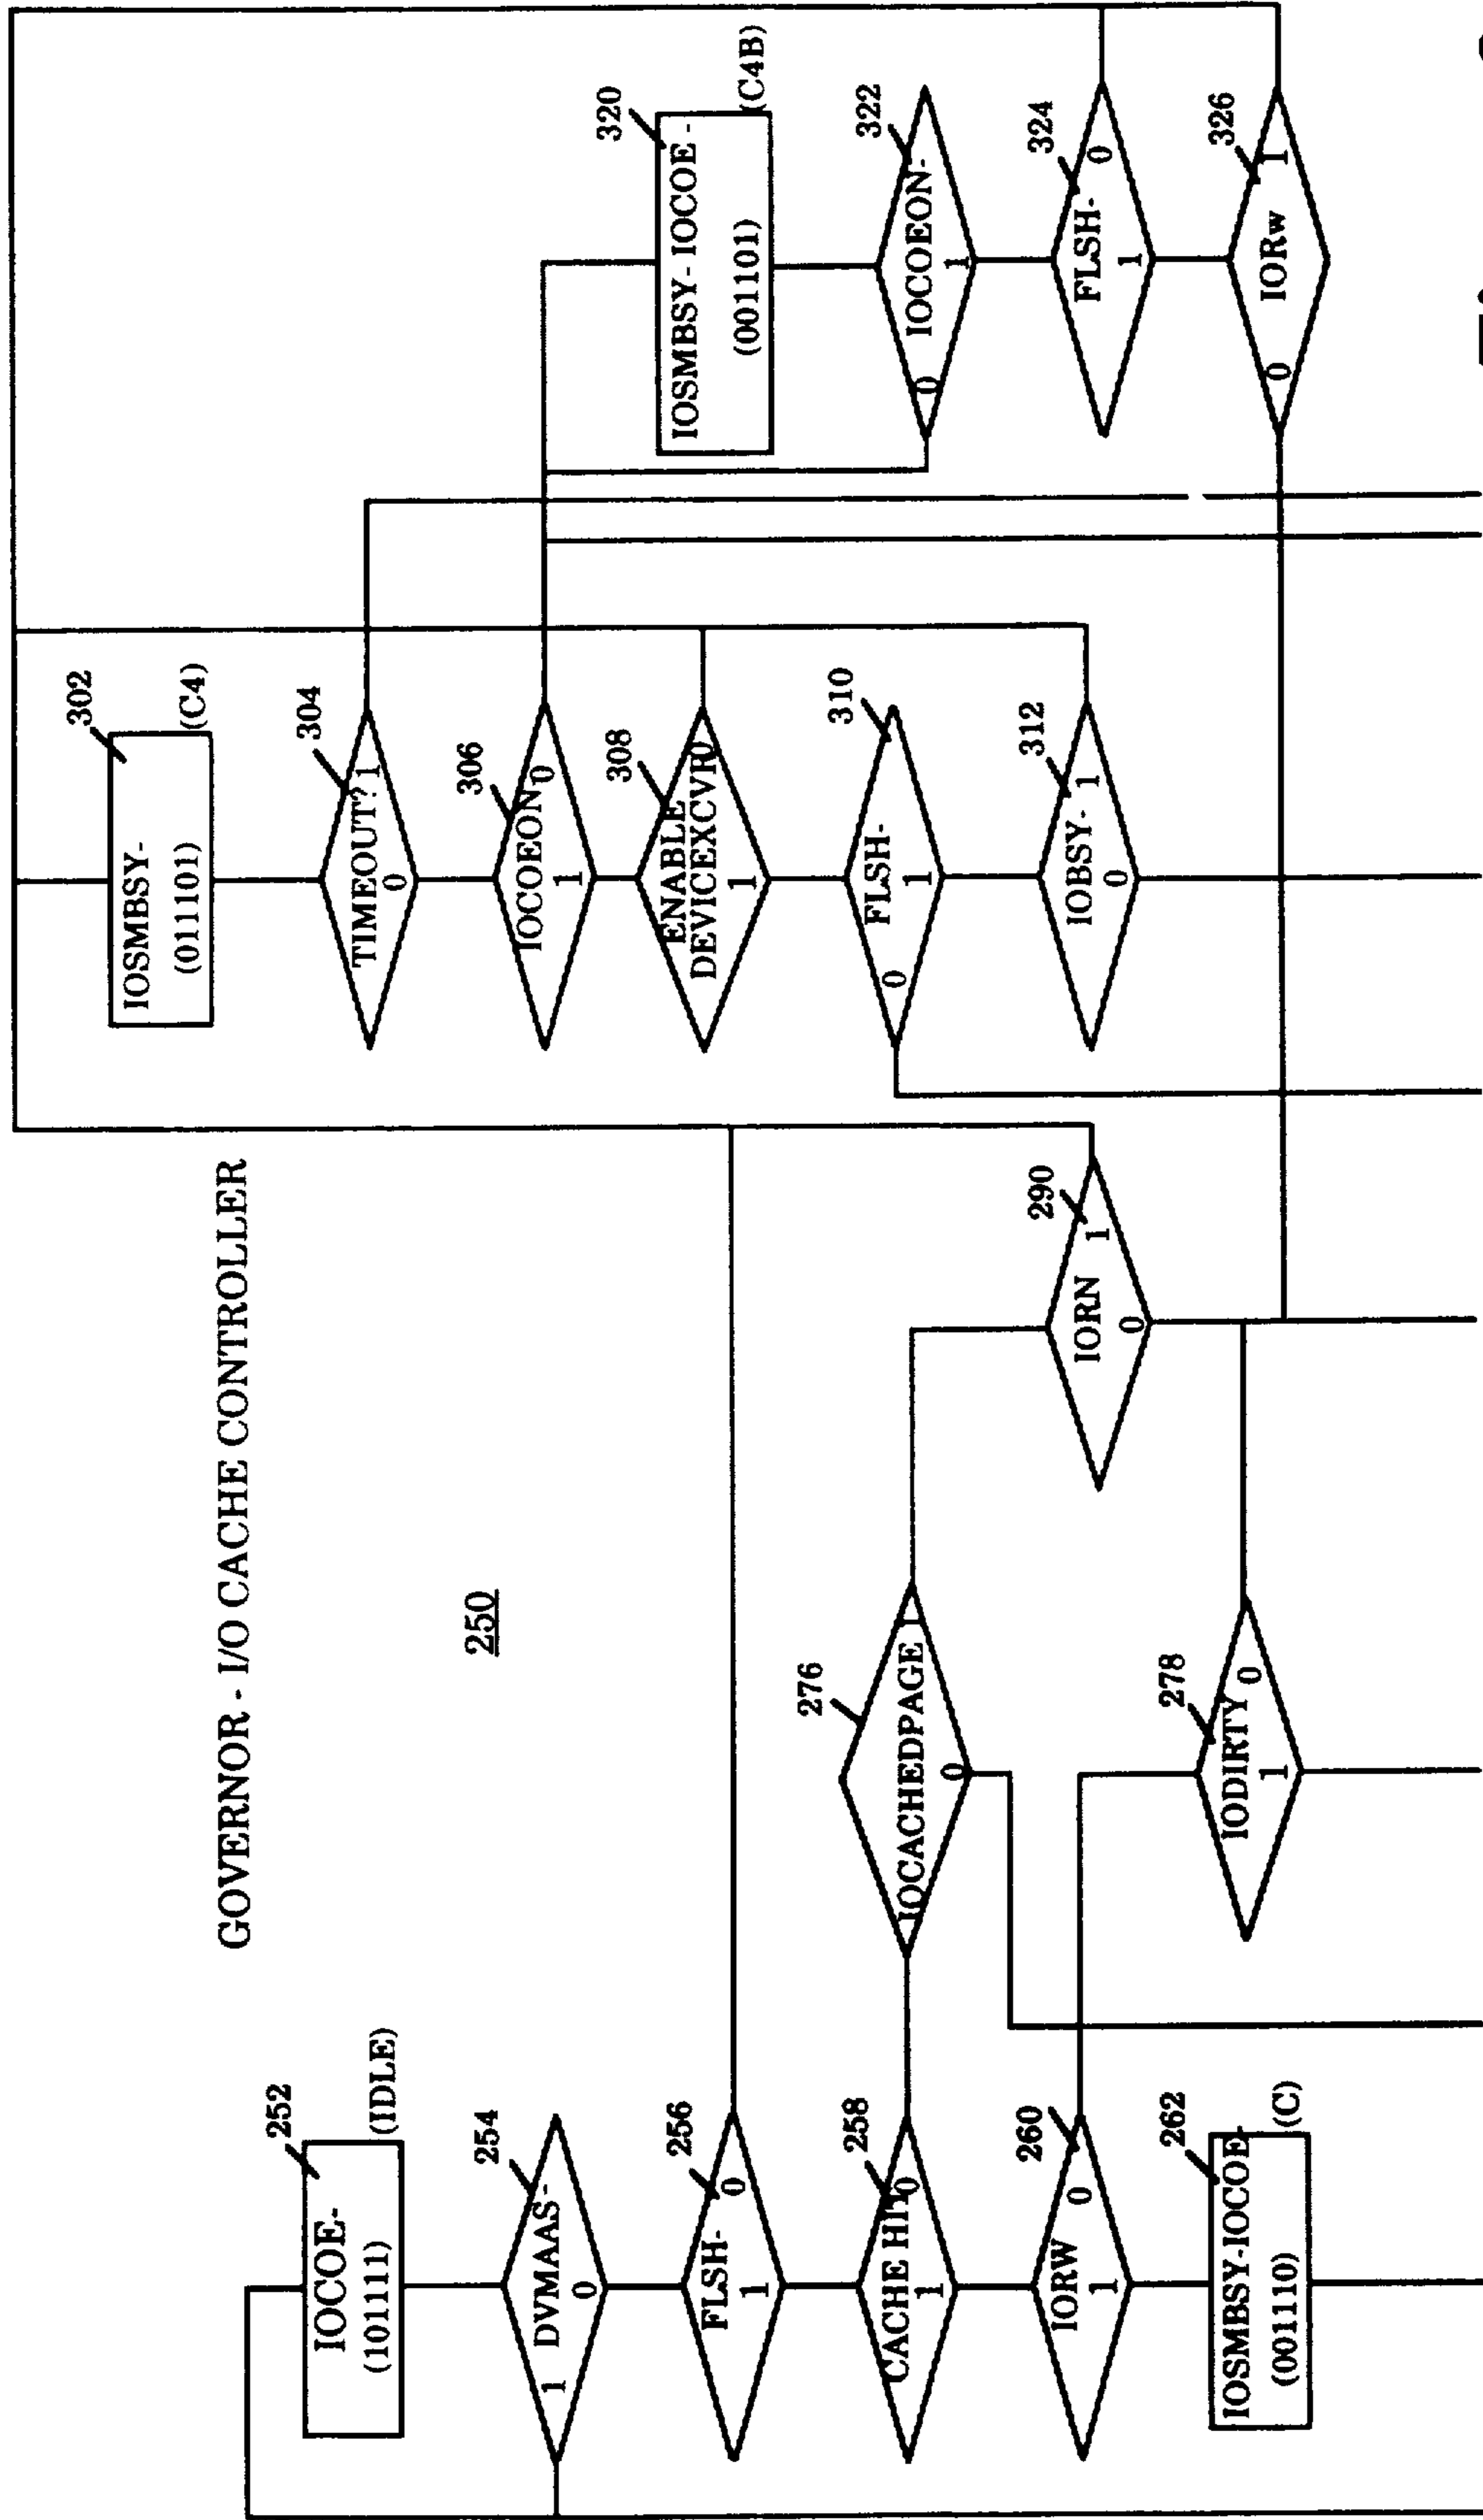 GOVERNOR - I/O CACHE CONTROLLER
250
252
IOCOE-
(101111)
(IDLE)
254
1 DVMAAS-
0
256
FLSH- 0
1
258
CACHE HIT 0
1
260
IORW 0
1
262
IOSMBSY-IOCOE-
(001110)
(C)
276
IOCACHEDPAGE 1
0
278
IODIRTY 0
1
290
IORN 1
0
302
IOSMBSY-
(011101)
(C4)
304
TIMEOUT? 1
0
306
IOCOEON 0
1
308
ENABLE
DEVICEXCVR 0
1
310
0 FLSH-
1
312
IOBSY- 1
0
320
IOSMBSY- IOCOE -
(001101)
(C4B)
322
0 IOCOEON-
1
324
FLSH- 0
1
326
0 IORw 1